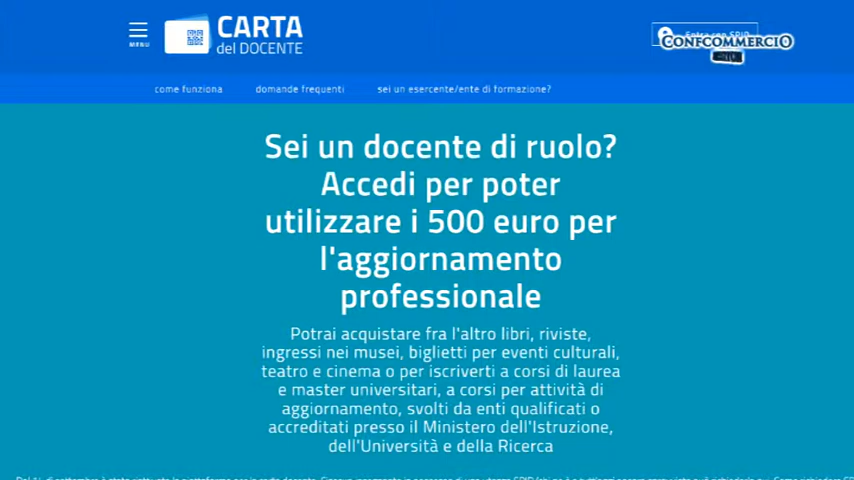 MENU
CARTA
del DOCENTE
Entra con SPID
CONFCOMMERCIO
come funziona
domande frequenti
sei un esercente/ente di formazione?
Sei un docente di ruolo?
Accedi per poter
utilizzare i 500 euro per
l'aggiornamento
professionale
Potrai acquistare fra l'altro libri, riviste,
ingressi nei musei, biglietti per eventi culturali,
teatro e cinema o per iscriverti a corsi di laurea
e master universitari, a corsi per attività di
aggiornamento, svolti da enti qualificati o
accreditati presso il Ministero dell'Istruzione,
dell'Università e della Ricerca